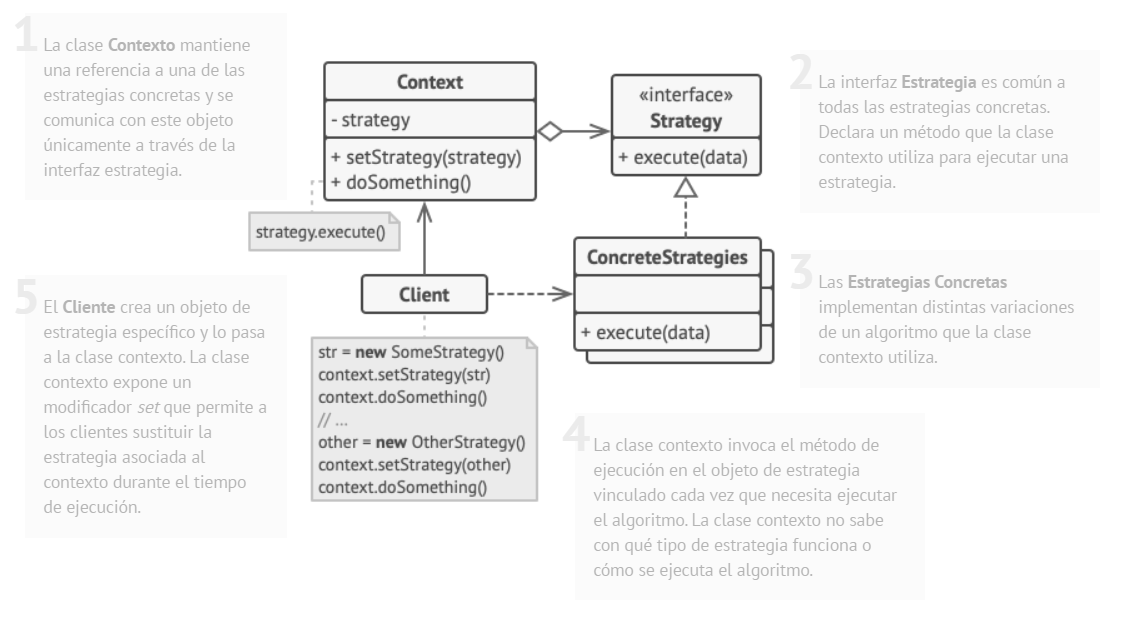 1
La clase Contexto mantiene
una referencia a una de las
estrategias concretas y se
comunica con este objeto
únicamente a través de la
interfaz estrategia.
Context
- strategy
+ setStrategy(strategy)
+ doSomething()
strategy.execute()
«interface»
Strategy
+ execute(data)
2
La interfaz Estrategia es común a
todas las estrategias concretas.
Declara un método que la clase
contexto utiliza para ejecutar una
estrategia.
ConcreteStrategies
+ execute(data)
3
Las Estrategias Concretas
implementan distintas variaciones
de un algoritmo que la clase
contexto utiliza.
5
El Cliente crea un objeto de
estrategia específico y lo pasa
a la clase contexto. La clase
contexto expone un
modificador set que permite a
los clientes sustituir la
estrategia asociada al
contexto durante el tiempo
de ejecución.
Client
str = new SomeStrategy()
context.setStrategy(str)
context.doSomething()
// ...
other = new OtherStrategy()
context.setStrategy(other)
context.doSomething()
4
La clase contexto invoca el método de
ejecución en el objeto de estrategia
vinculado cada vez que necesita ejecutar
el algoritmo. La clase contexto no sabe
con qué tipo de estrategia funciona o
cómo se ejecuta el algoritmo.